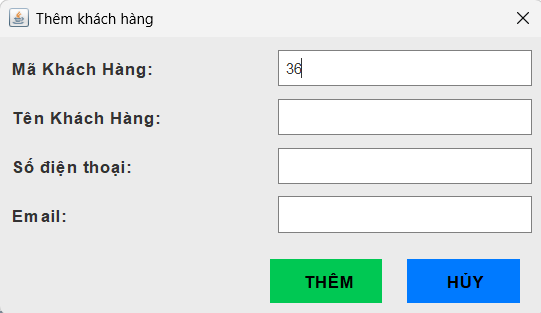 Thêm khách hàng
Mã Khách Hàng:
36
Tên Khách Hàng:
Số điện thoại:
Email:
THÊM
HỦY